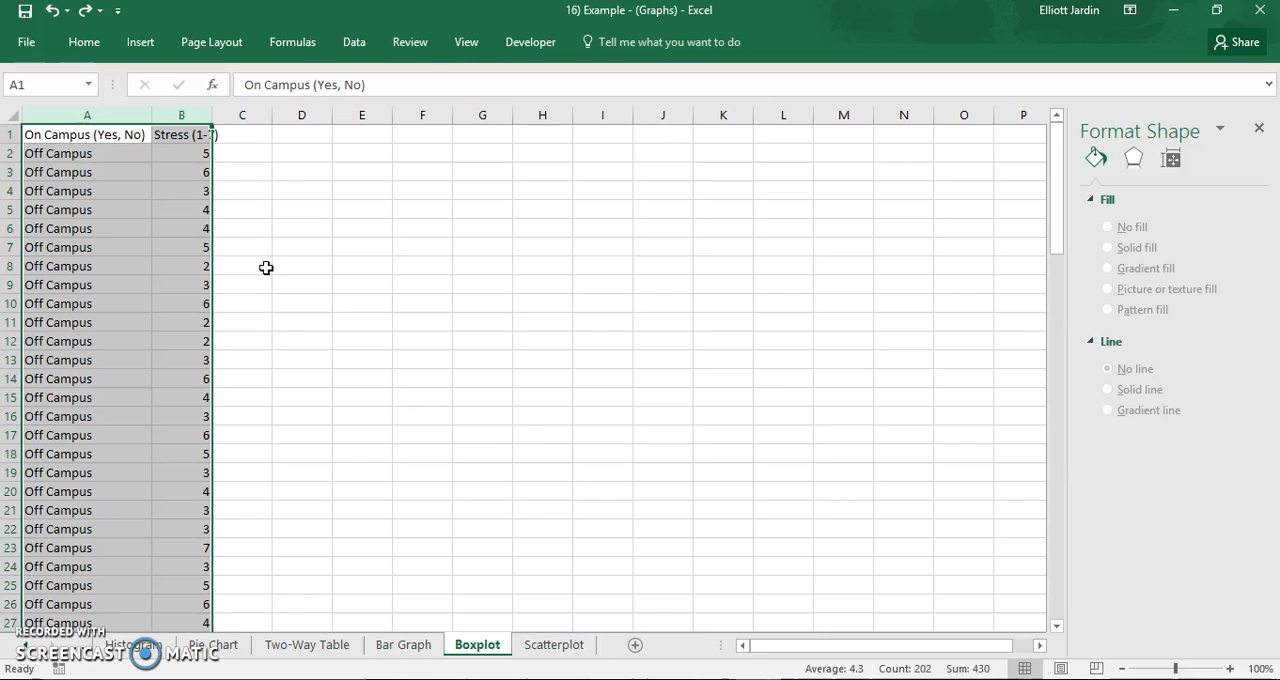 16) Example - (Graphs) - Excel
Elliott Jardin
File Home Insert Page Layout Formulas Data Review View Developer Tell me what you want to do Share
A1 fx On Campus (Yes, No)
A B C D E F G H I J K L M N O P
1 On Campus (Yes, No) Stress (1-7)
2 Off Campus 5
3 Off Campus 6
4 Off Campus 3
5 Off Campus 4
6 Off Campus 4
7 Off Campus 5
8 Off Campus 2
9 Off Campus 3
10 Off Campus 6
11 Off Campus 2
12 Off Campus 2
13 Off Campus 3
14 Off Campus 6
15 Off Campus 4
16 Off Campus 3
17 Off Campus 6
18 Off Campus 5
19 Off Campus 3
20 Off Campus 4
21 Off Campus 3
22 Off Campus 3
23 Off Campus 7
24 Off Campus 3
25 Off Campus 5
26 Off Campus 6
27 Off Campus 4
Format Shape
Fill
No fill
Solid fill
Gradient fill
Picture or texture fill
Pattern fill
Line
No line
Solid line
Gradient line
Histogram Pie Chart Two-Way Table Bar Graph Boxplot Scatterplot
RECORDED WITH
SCREENCAST MATIC
Ready Average: 4.3 Count: 202 Sum: 430 100%